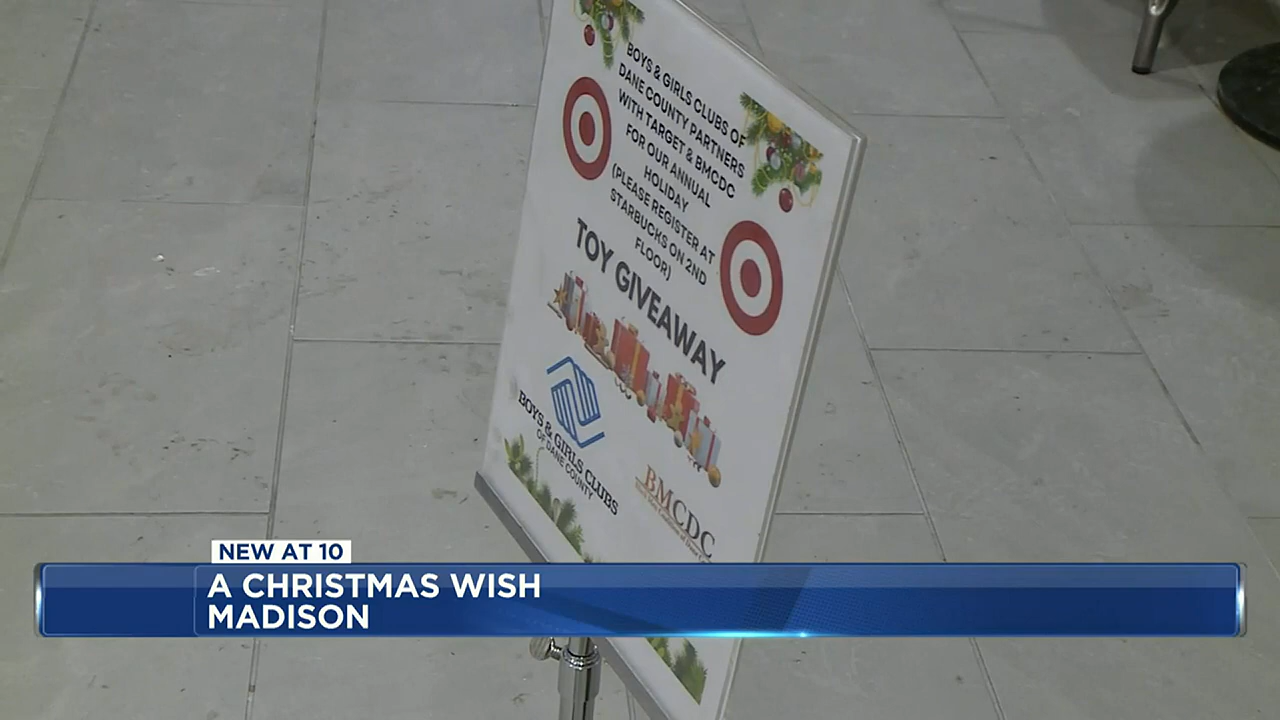 BOYS & GIRLS CLUBS OF
DANE COUNTY PARTNERS
WITH TARGET & BMCDC
FOR OUR ANNUAL
HOLIDAY
(PLEASE REGISTER AT
STARBUCKS ON 2ND
FLOOR)
TOY GIVEAWAY
BOYS & GIRLS CLUBS
OF DANE COUNTY
BMCDC
NEW AT 10
A CHRISTMAS WISH
MADISON